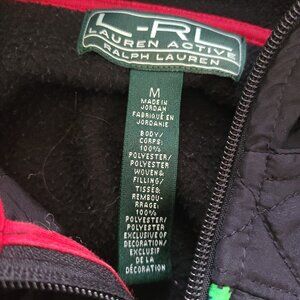 L-RL
LAUREN ACTIVE
RALPH LAUREN
M
MADE IN
JORDAN
FABRIQUÉ EN
JORDANIE
BODY/
CORPS:
100%
POLYESTER/
POLYESTER
WOVEN &
FILLING/
TISSÉ &
REMBOU-
RRAGE:
100%
POLYESTER/
POLYESTER
EXCLUSIVE OF
DECORATION/
EXCLUSIF
DE LA
DÉCORATION